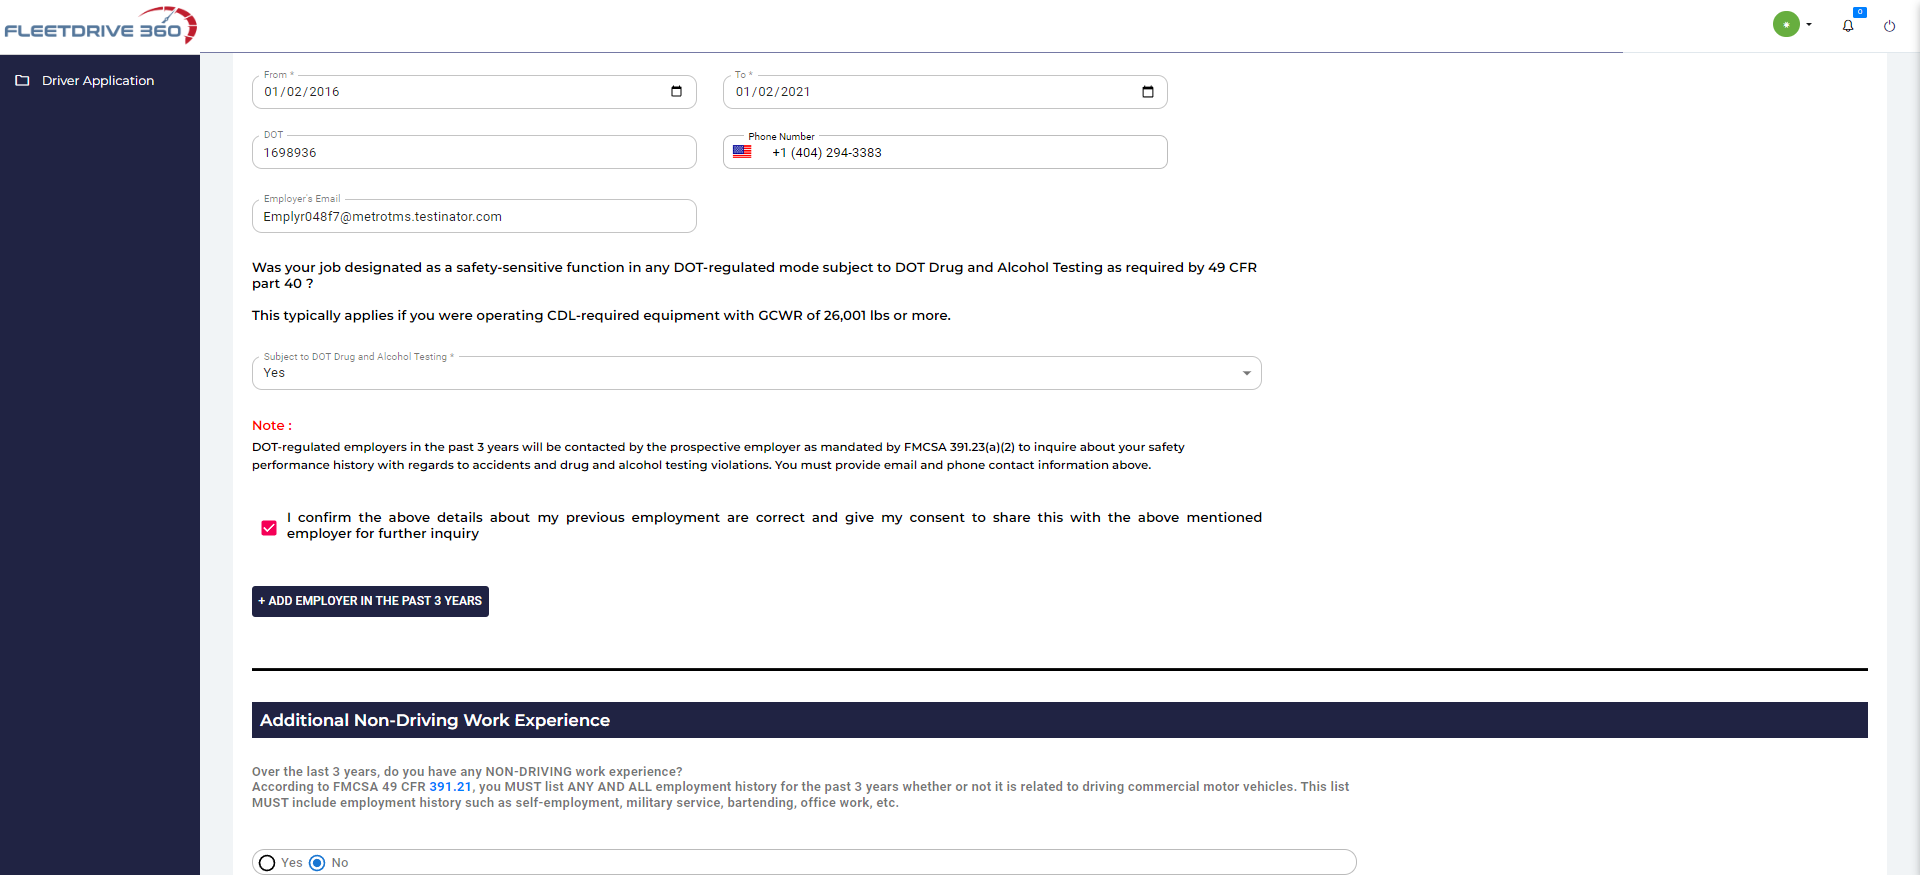 FLEETDRIVE 360
0
Driver Application
From *
To *
01/02/2016
01/02/2021
DOT
Phone Number
1698936
+1 (404) 294-3383
Employer's Email
Emplyr048f7@metrotms.testinator.com
Was your job designated as a safety-sensitive function in any DOT-regulated mode subject to DOT Drug and Alcohol Testing as required by 49 CFR
part 40 ?
This typically applies if you were operating CDL-required equipment with GCWR of 26,001 lbs or more.
Subject to DOT Drug and Alcohol Testing *
Yes
Note :
DOT-regulated employers in the past 3 years will be contacted by the prospective employer as mandated by FMCSA 391.23(a)(2) to inquire about your safety
performance history with regards to accidents and drug and alcohol testing violations. You must provide email and phone contact information above.
I confirm the above details about my previous employment are correct and give my consent to share this with the above mentioned
employer for further inquiry
+ ADD EMPLOYER IN THE PAST 3 YEARS
Additional Non-Driving Work Experience
Over the last 3 years, do you have any NON-DRIVING work experience?
According to FMCSA 49 CFR 391.21, you MUST list ANY AND ALL employment history for the past 3 years whether or not it is related to driving commercial motor vehicles. This list
MUST include employment history such as self-employment, military service, bartending, office work, etc.
Yes No